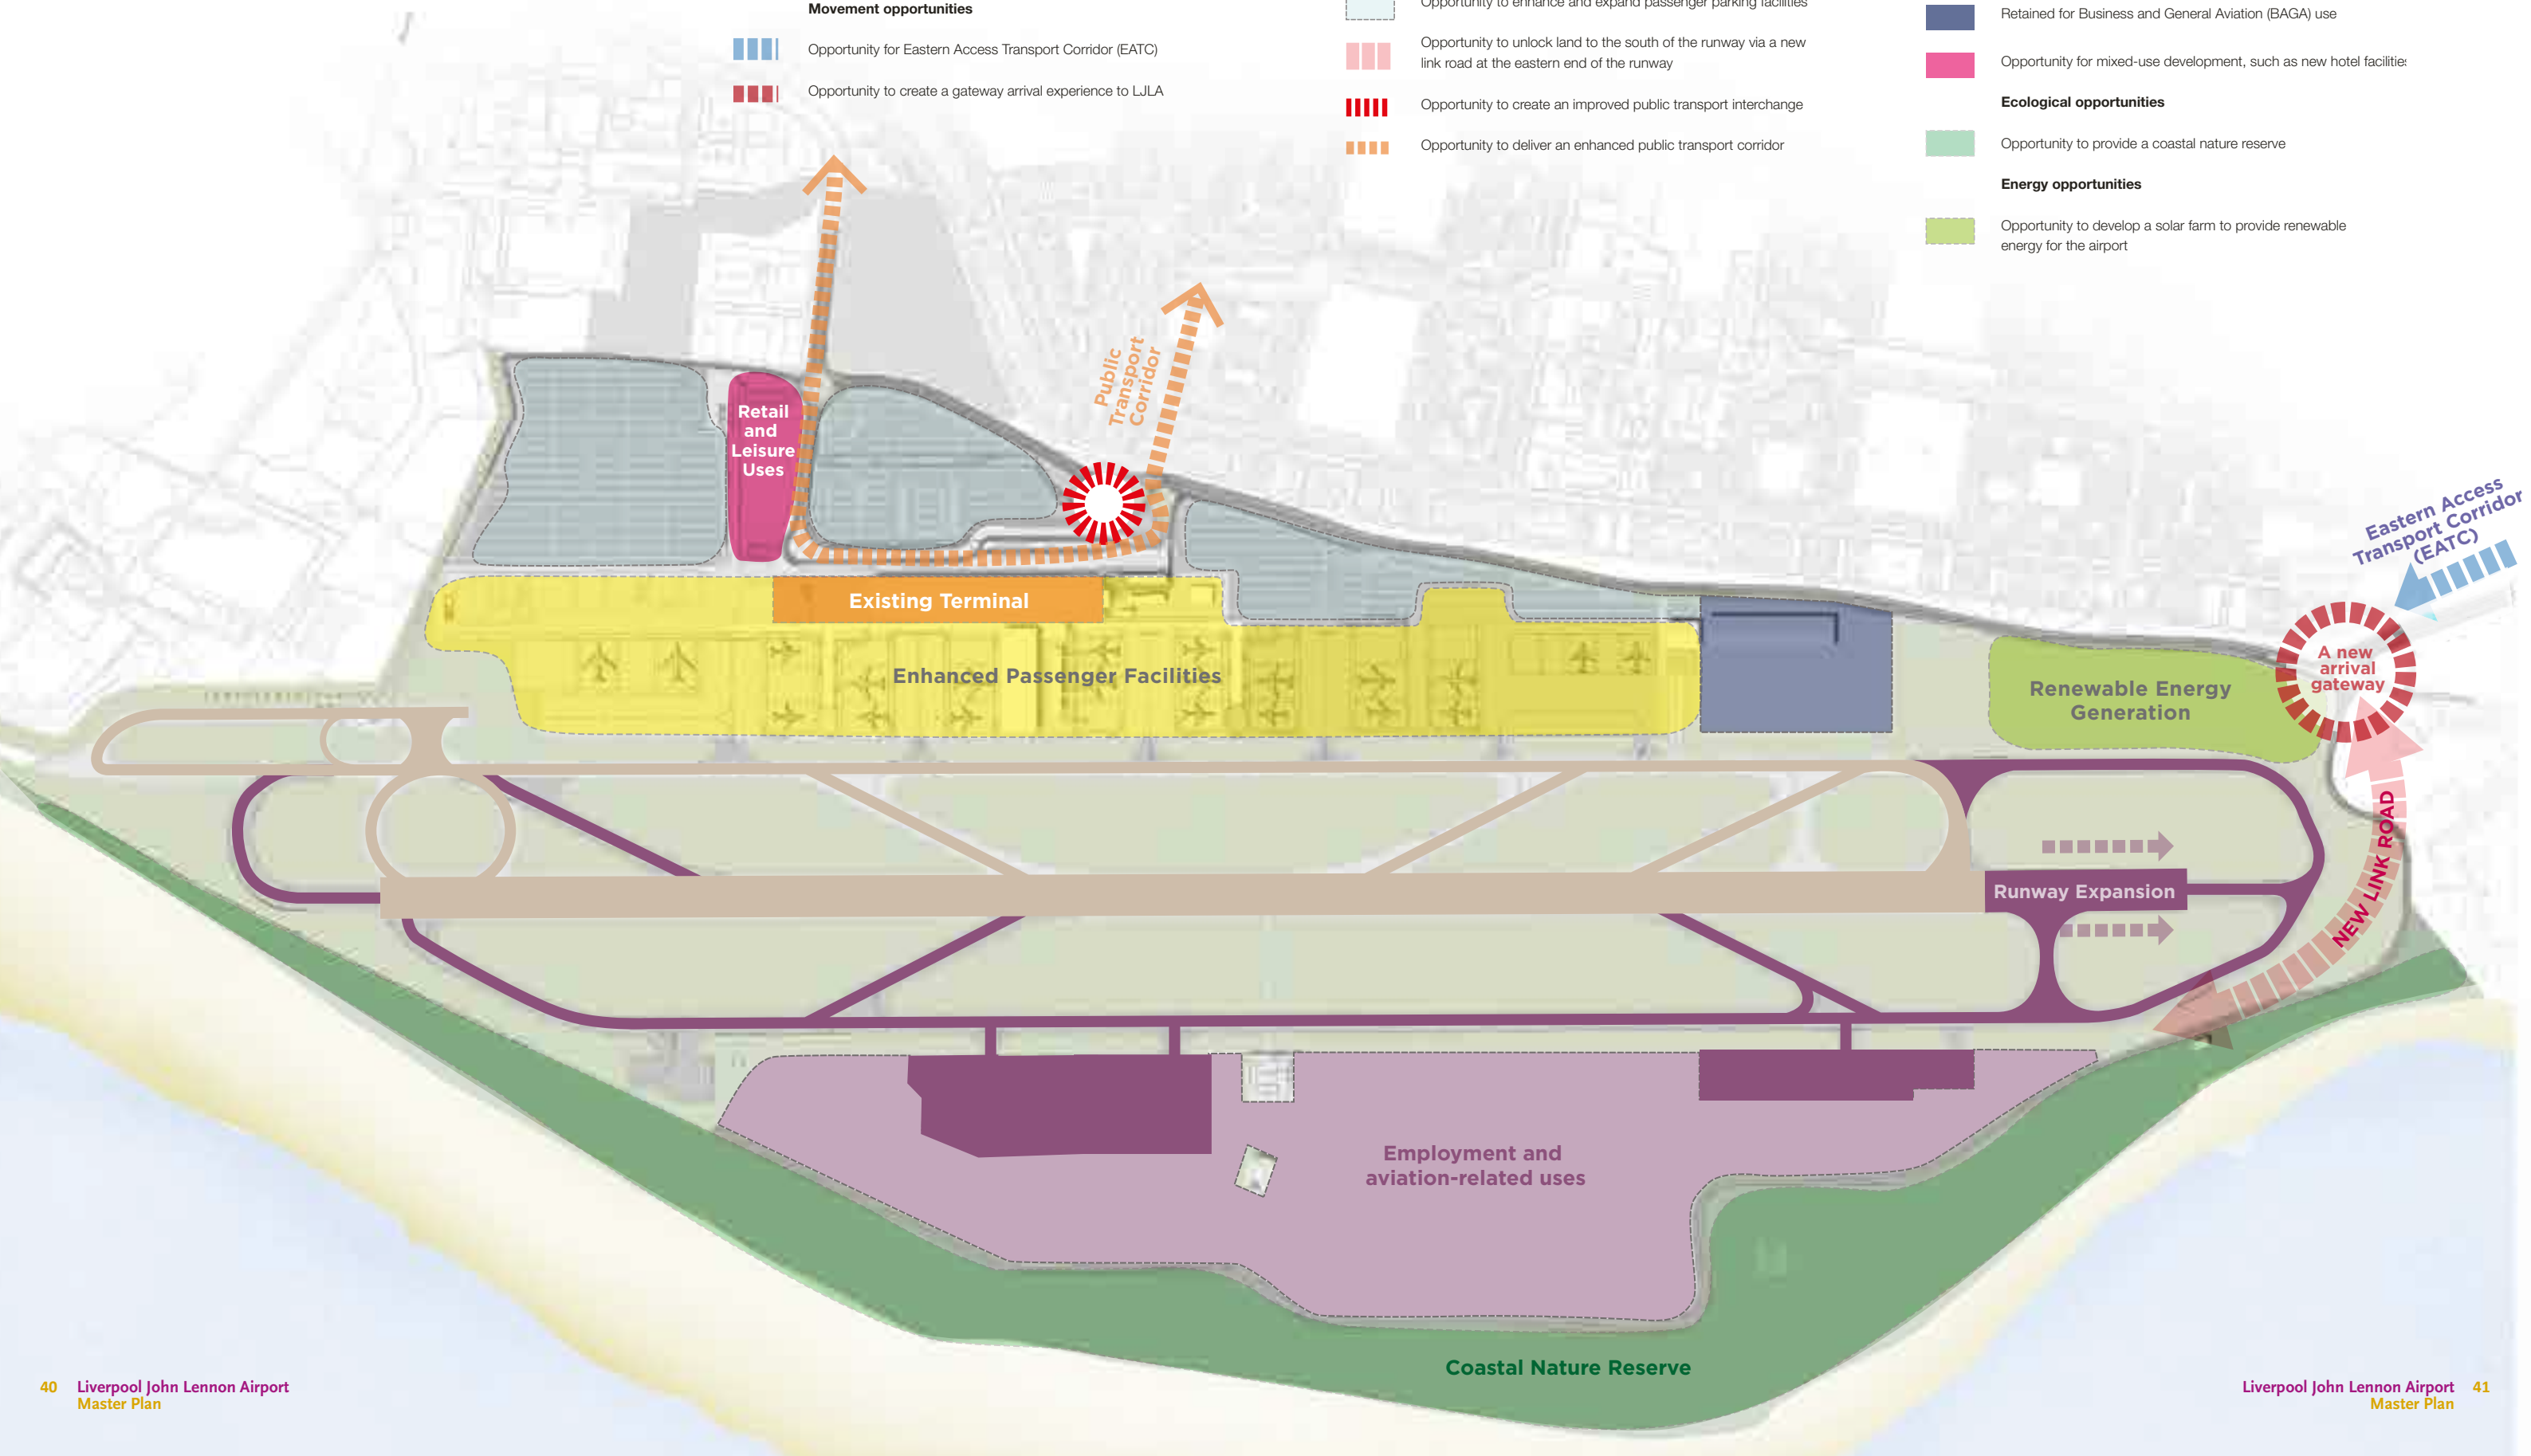 Movement opportunities
Opportunity for Eastern Access Transport Corridor (EATC)
Opportunity to create a gateway arrival experience to LJLA
Opportunity to enhance and expand passenger parking facilities
Opportunity to unlock land to the south of the runway via a new
link road at the eastern end of the runway
Opportunity to create an improved public transport interchange
Opportunity to deliver an enhanced public transport corridor
Retained for Business and General Aviation (BAGA) use
Opportunity for mixed-use development, such as new hotel facilities
Ecological opportunities
Opportunity to provide a coastal nature reserve
Energy opportunities
Opportunity to develop a solar farm to provide renewable
energy for the airport
Public
Transport
Corridor
Retail
and
Leisure
Uses
Eastern Access
Transport Corridor
(EATC)
Existing Terminal
Enhanced Passenger Facilities
A new
arrival
gateway
Renewable Energy
Generation
NEW LINK ROAD
Runway Expansion
Employment and
aviation-related uses
Coastal Nature Reserve
40 Liverpool John Lennon Airport
Master Plan
Liverpool John Lennon Airport 41
Master Plan